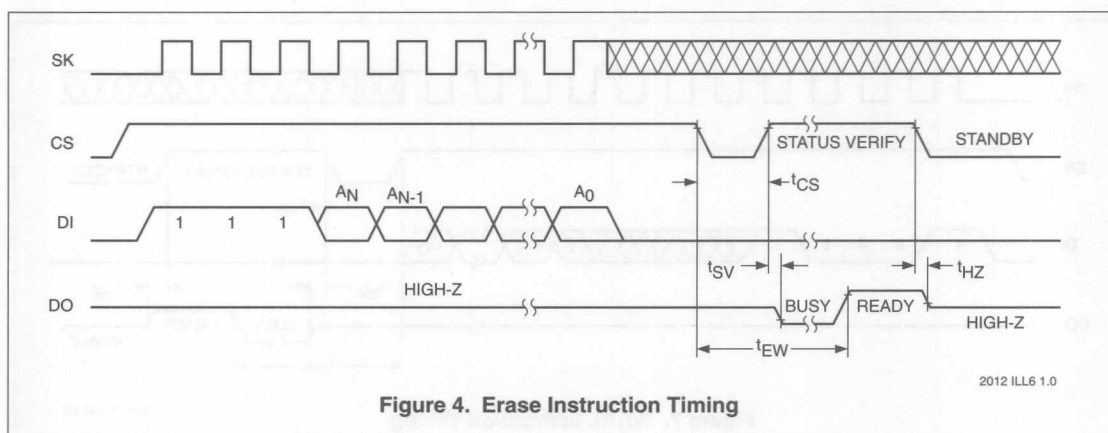 SK
CS
STATUS VERIFY
STANDBY
tCS
AN
AN-1
A0
DI
1 1 1
tSV
tHZ
HIGH-Z
DO
BUSY
READY
HIGH-Z
tEW
2012 ILL6 1.0
Figure 4. Erase Instruction Timing